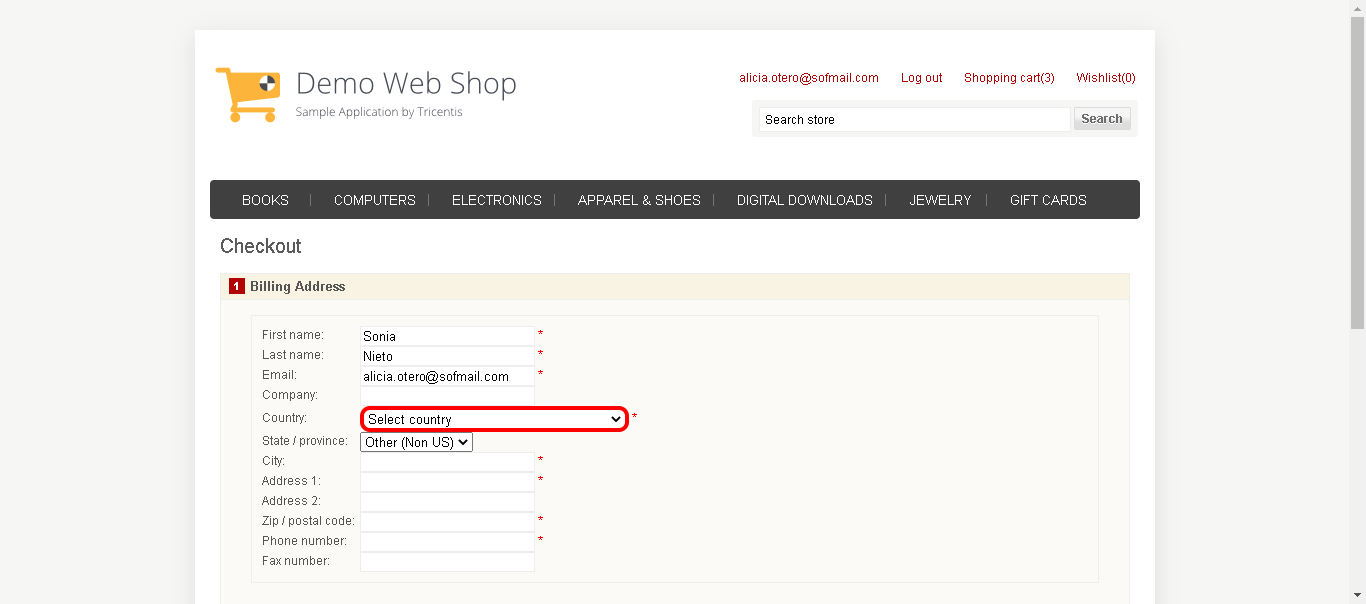 Demo Web Shop
Sample Application by Tricentis
alicia.otero@sofmail.com Log out Shopping cart(3) Wishlist(0)
Search store Search
BOOKS COMPUTERS ELECTRONICS APPAREL & SHOES DIGITAL DOWNLOADS JEWELRY GIFT CARDS
Checkout
1 Billing Address
First name: Sonia *
Last name: Nieto *
Email: alicia.otero@sofmail.com *
Company:
Country: Select country *
State / province: Other (Non US)
City: *
Address 1: *
Address 2:
Zip / postal code: *
Phone number: *
Fax number: